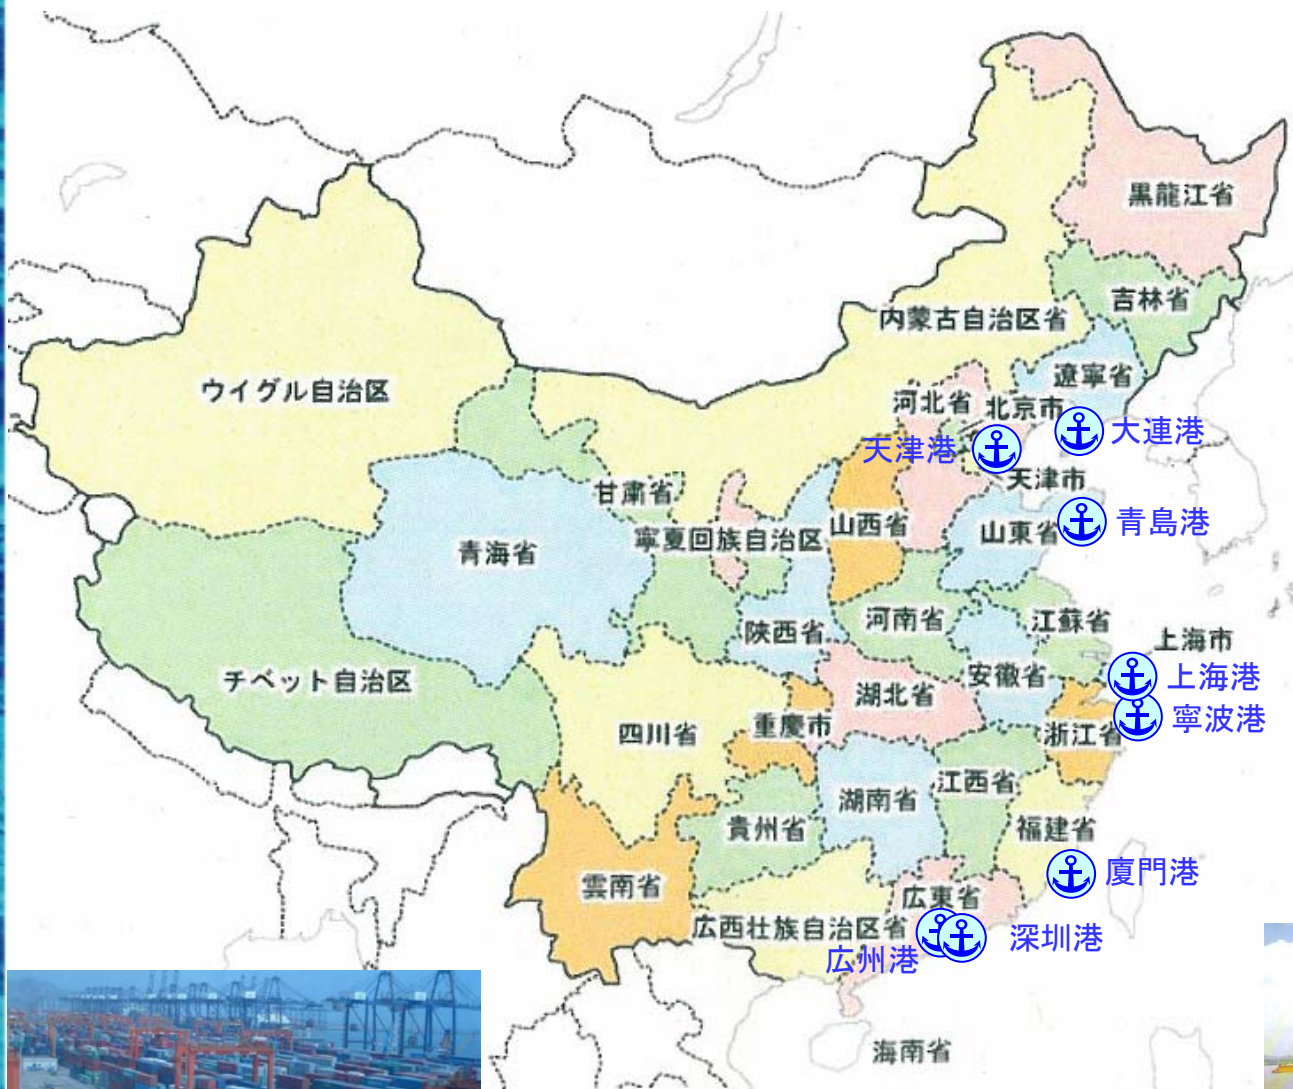 黒龍江省
吉林省
内蒙古自治区省
遼寧省
ウイグル自治区
河北省
北京市
大連港
天津港
天津市
甘粛省
青島港
山西省
山東省
寧夏回族自治区
青海省
河南省
江蘇省
陝西省
上海市
安徽省
上海港
チベット自治区
湖北省
寧波港
重慶市
四川省
浙江省
江西省
湖南省
貴州省
福建省
廈門港
雲南省
広東省
広西壮族自治区省
深圳港
広州港
海南省